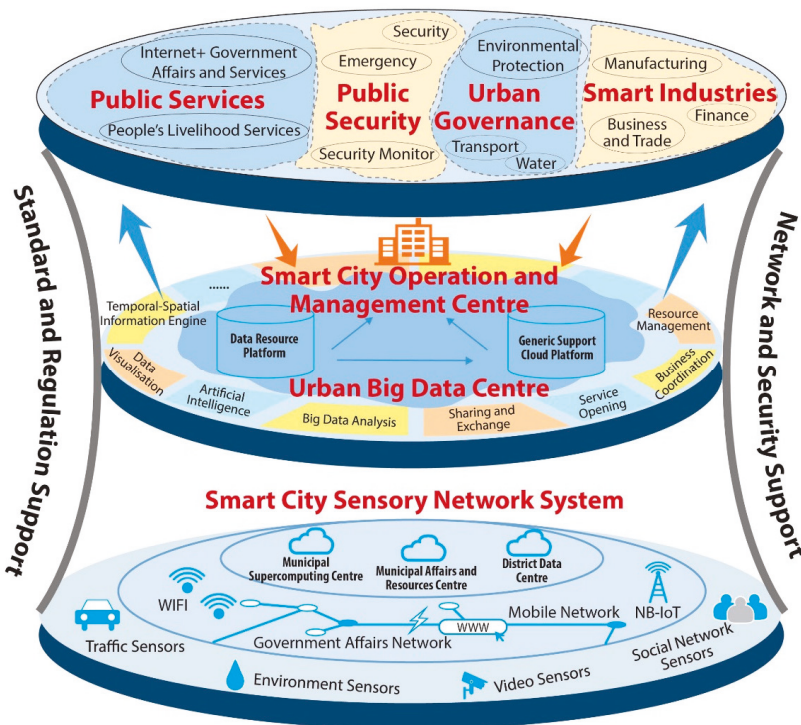 Security
Internet+ Government
Affairs and Services
Emergency
Environmental
Protection
Manufacturing
Public Services
Public
Security
Urban
Governance
Smart Industries
Finance
People's Livelihood Services
Business
and Trade
Security Monitor
Transport
Water
Standard and Regulation Support
Network and Security Support
Smart City Operation and
Management Centre
......
Temporal-Spatial
Information Engine
Data Resource
Platform
Generic Support
Cloud Platform
Resource
Management
Data
Visualisation
Artificial
Intelligence
Urban Big Data Centre
Big Data Analysis
Sharing and
Exchange
Service
Opening
Business
Coordination
Smart City Sensory Network System
Municipal
Supercomputing Centre
Municipal Affairs and
Resources Centre
District Data
Centre
WIFI
Mobile Network
NB-IoT
WWW
Traffic Sensors
Government Affairs Network
Social Network
Sensors
Environment Sensors
Video Sensors